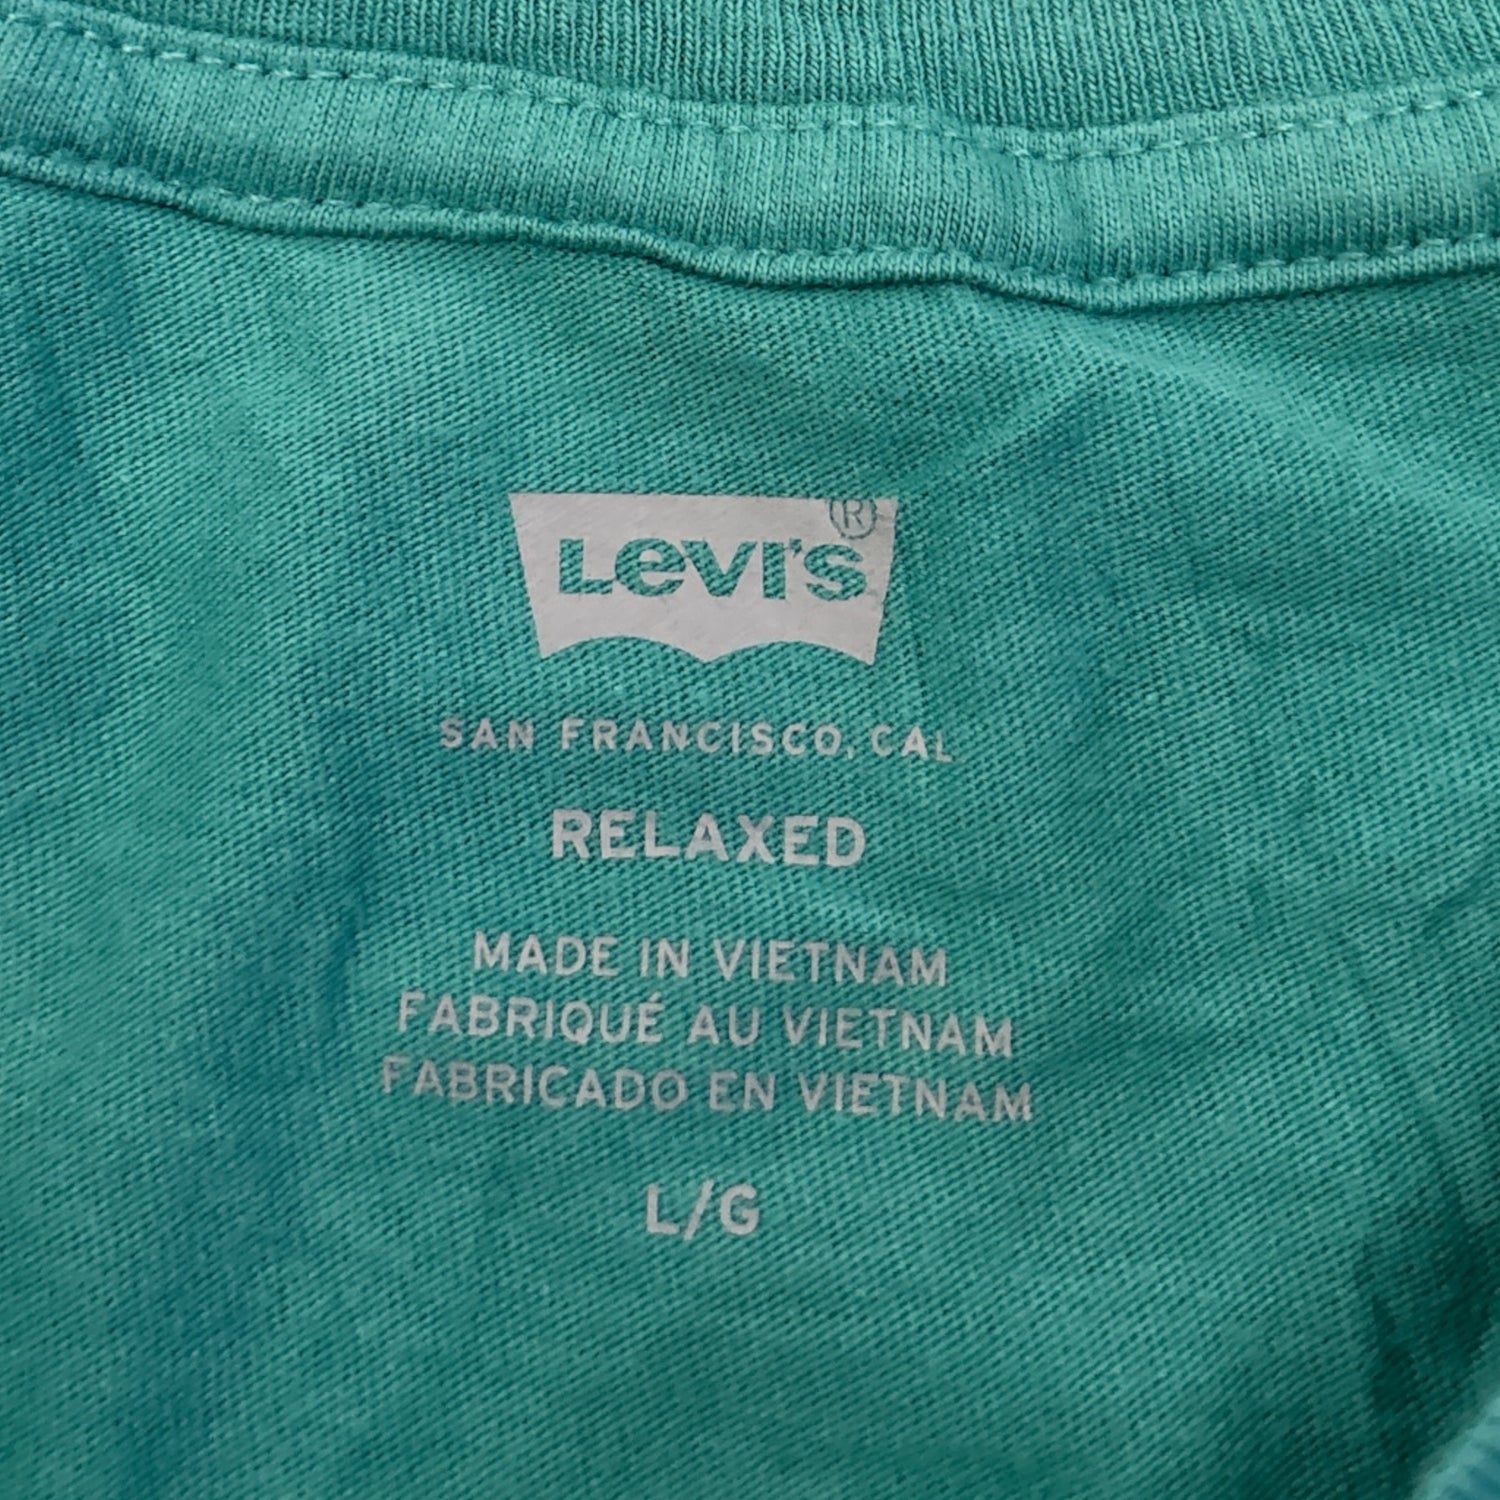 Levi's®
SAN FRANCISCO, CAL
RELAXED
MADE IN VIETNAM
FABRIQUÉ AU VIETNAM
FABRICADO EN VIETNAM
L/G